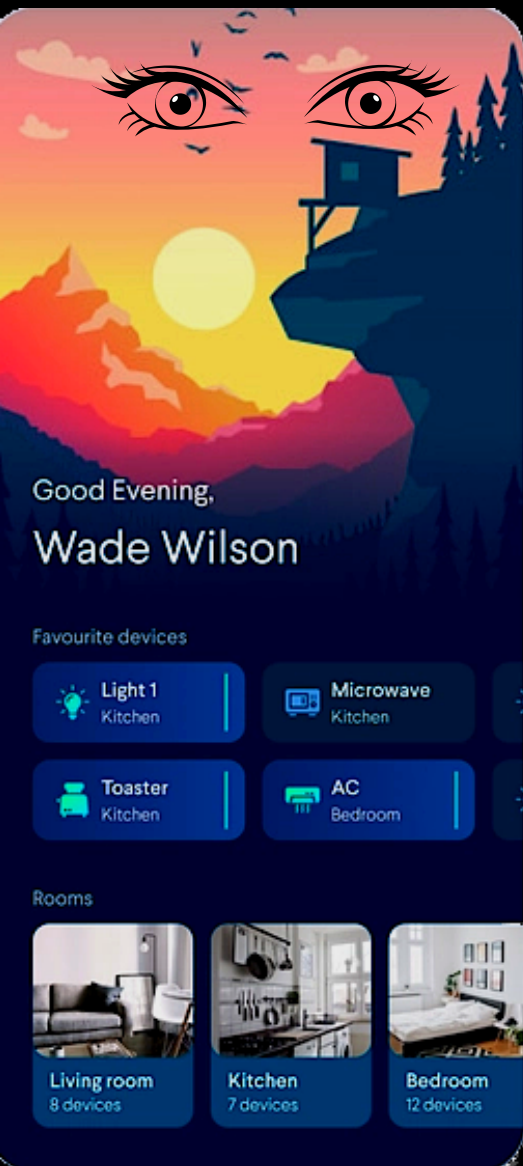 Good Evening,
Wade Wilson
Favourite devices
Light 1
Kitchen
Microwave
Kitchen
Toaster
Kitchen
AC
Bedroom
Rooms
Living room
8 devices
Kitchen
7 devices
Bedroom
12 devices